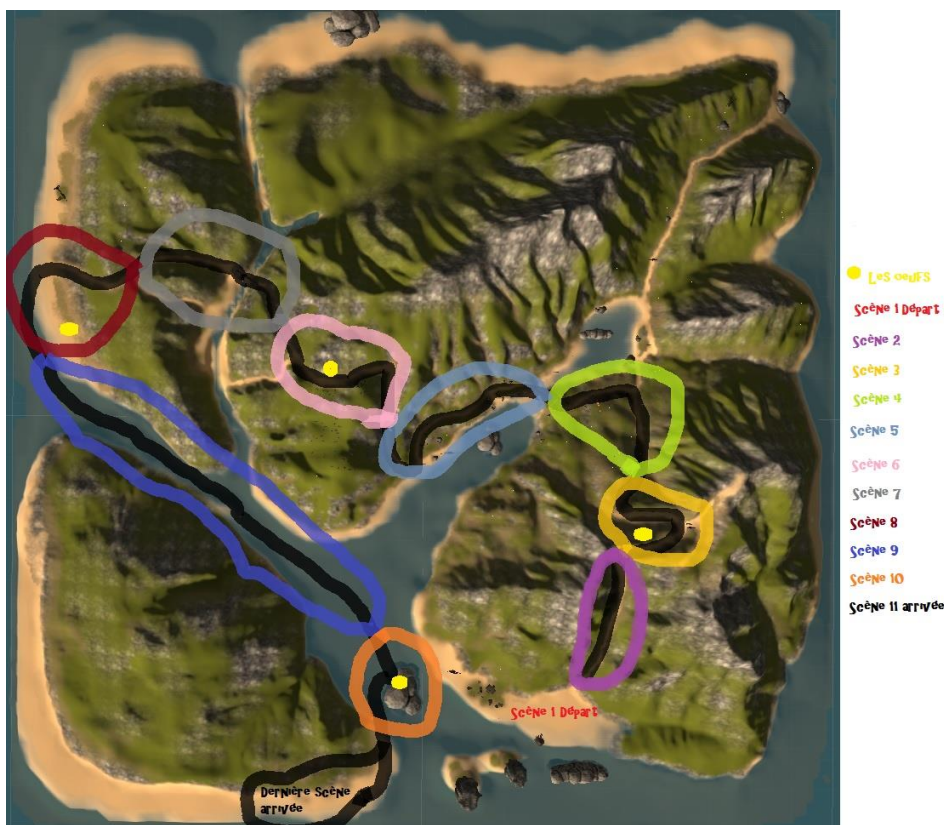 Les oeufs
Scène 1 Départ
Scène 2
Scène 3
Scène 4
Scène 5
Scène 6
Scène 7
Scène 8
Scène 9
Scène 10
Scène 11 arrivée
Scène 1 Départ
Dernière Scène
arrivée